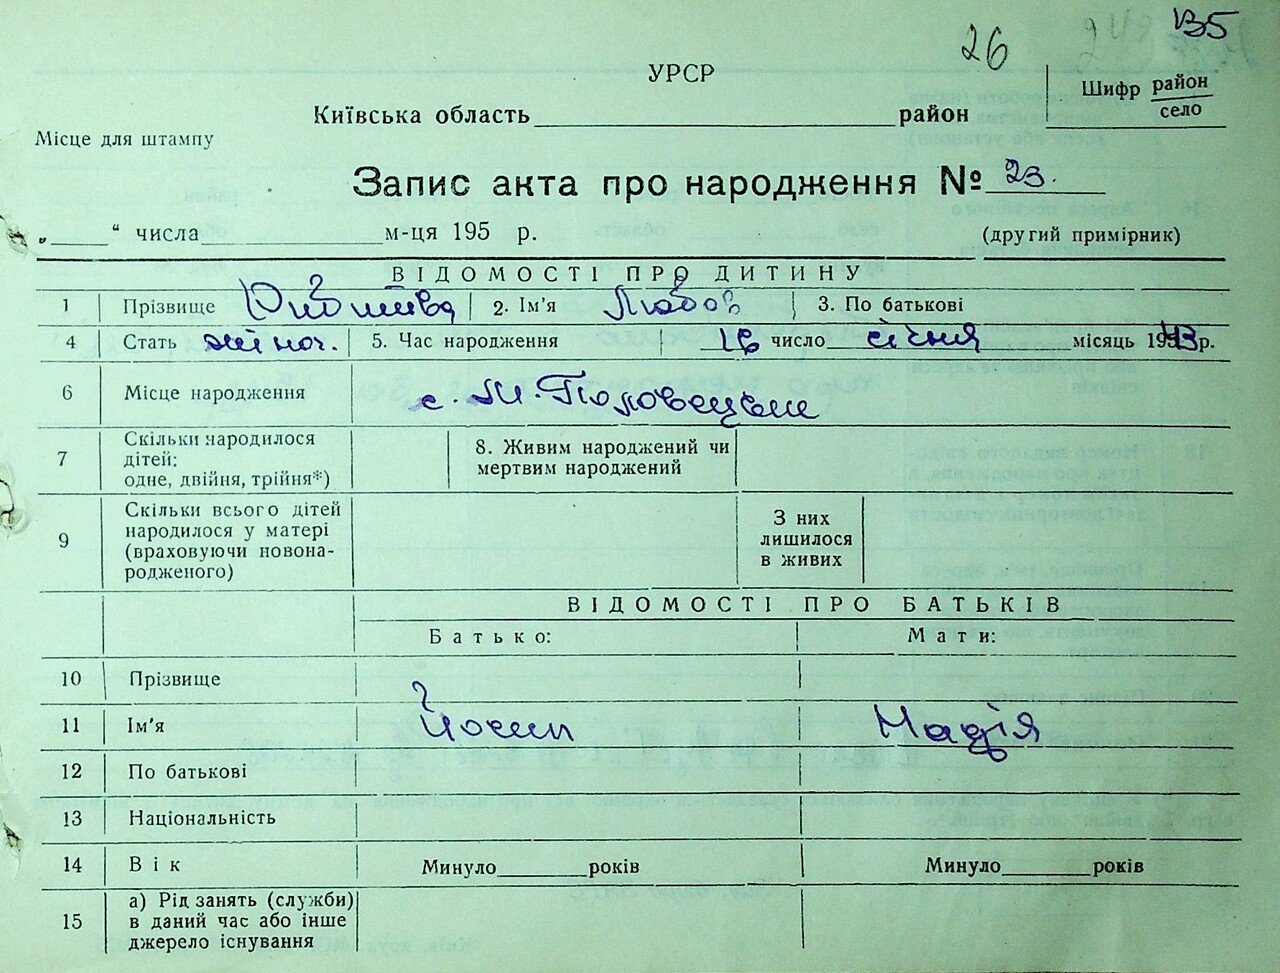 26
В5
УРСР
Київська область район
Шифр район
село
Місце для штампу
Запис акта про народження № 23.
„ “ числа м-ця 195 р.
(другий примірник)
ВІДОМОСТІ ПРО ДИТИНУ
1 Прізвище 2. Ім'я Любов 3. По батькові
4 Стать жіноч. 5. Час народження 16 число січня місяць 1943 р.
6 Місце народження с. М-Половецьке
7 Скільки народилося дітей: одне, двійня, трійня*) 8. Живим народжений чи мертвим народжений
9 Скільки всього дітей народилося у матері (враховуючи новонародженого) З них лишилося в живих
ВІДОМОСТІ ПРО БАТЬКІВ
Батько: Мати:
10 Прізвище
?
11 Ім'я Йосип Надія
12 По батькові
13 Національність
14 Вік Минуло років Минуло років
15 а) Рід занять (служби) в даний час або інше джерело існування